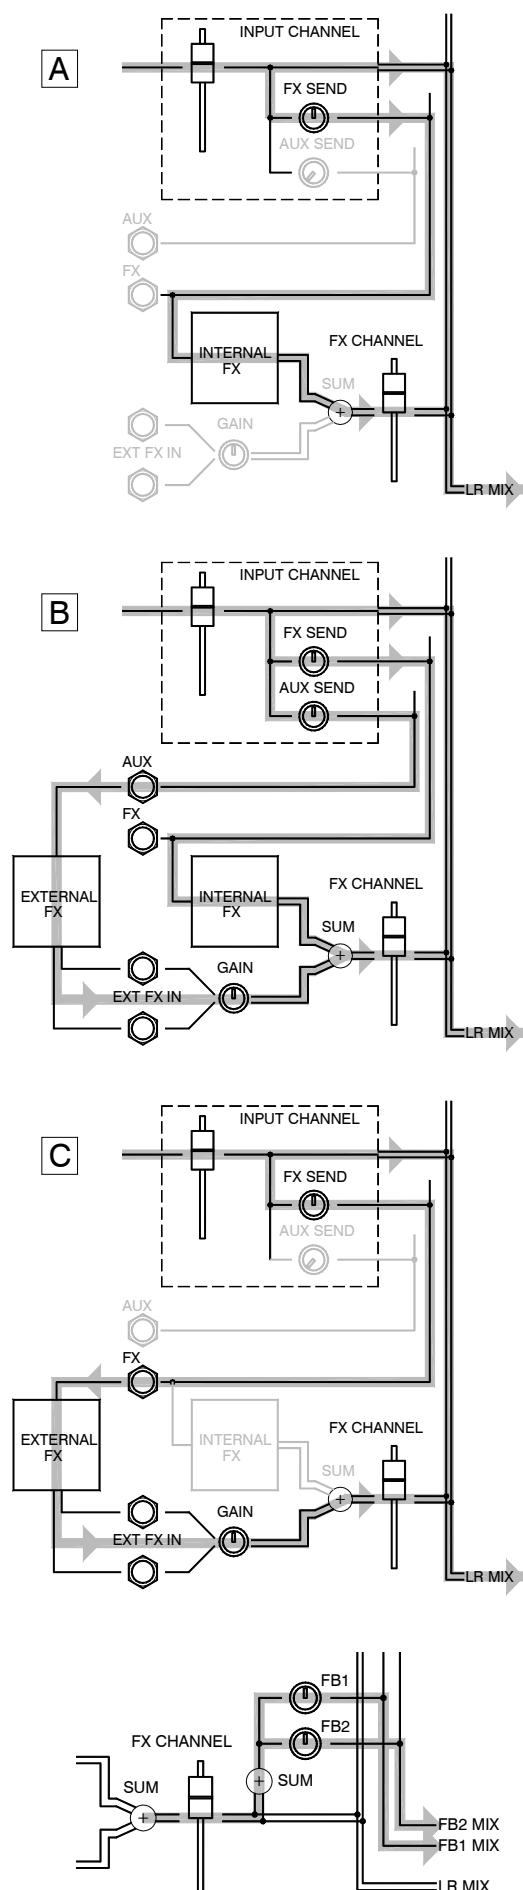 INPUT CHANNEL
A
FX SEND
AUX SEND
AUX
FX
INTERNAL
FX
FX CHANNEL
SUM
+
GAIN
EXT FX IN
LR MIX
INPUT CHANNEL
B
FX SEND
AUX SEND
AUX
FX
EXTERNAL
FX
INTERNAL
FX
FX CHANNEL
SUM
+
GAIN
EXT FX IN
LR MIX
INPUT CHANNEL
C
FX SEND
AUX SEND
AUX
FX
EXTERNAL
FX
INTERNAL
FX
FX CHANNEL
SUM
+
GAIN
EXT FX IN
LR MIX
FB1
FB2
FX CHANNEL
SUM
+
SUM
+
FB2 MIX
FB1 MIX
LR MIX